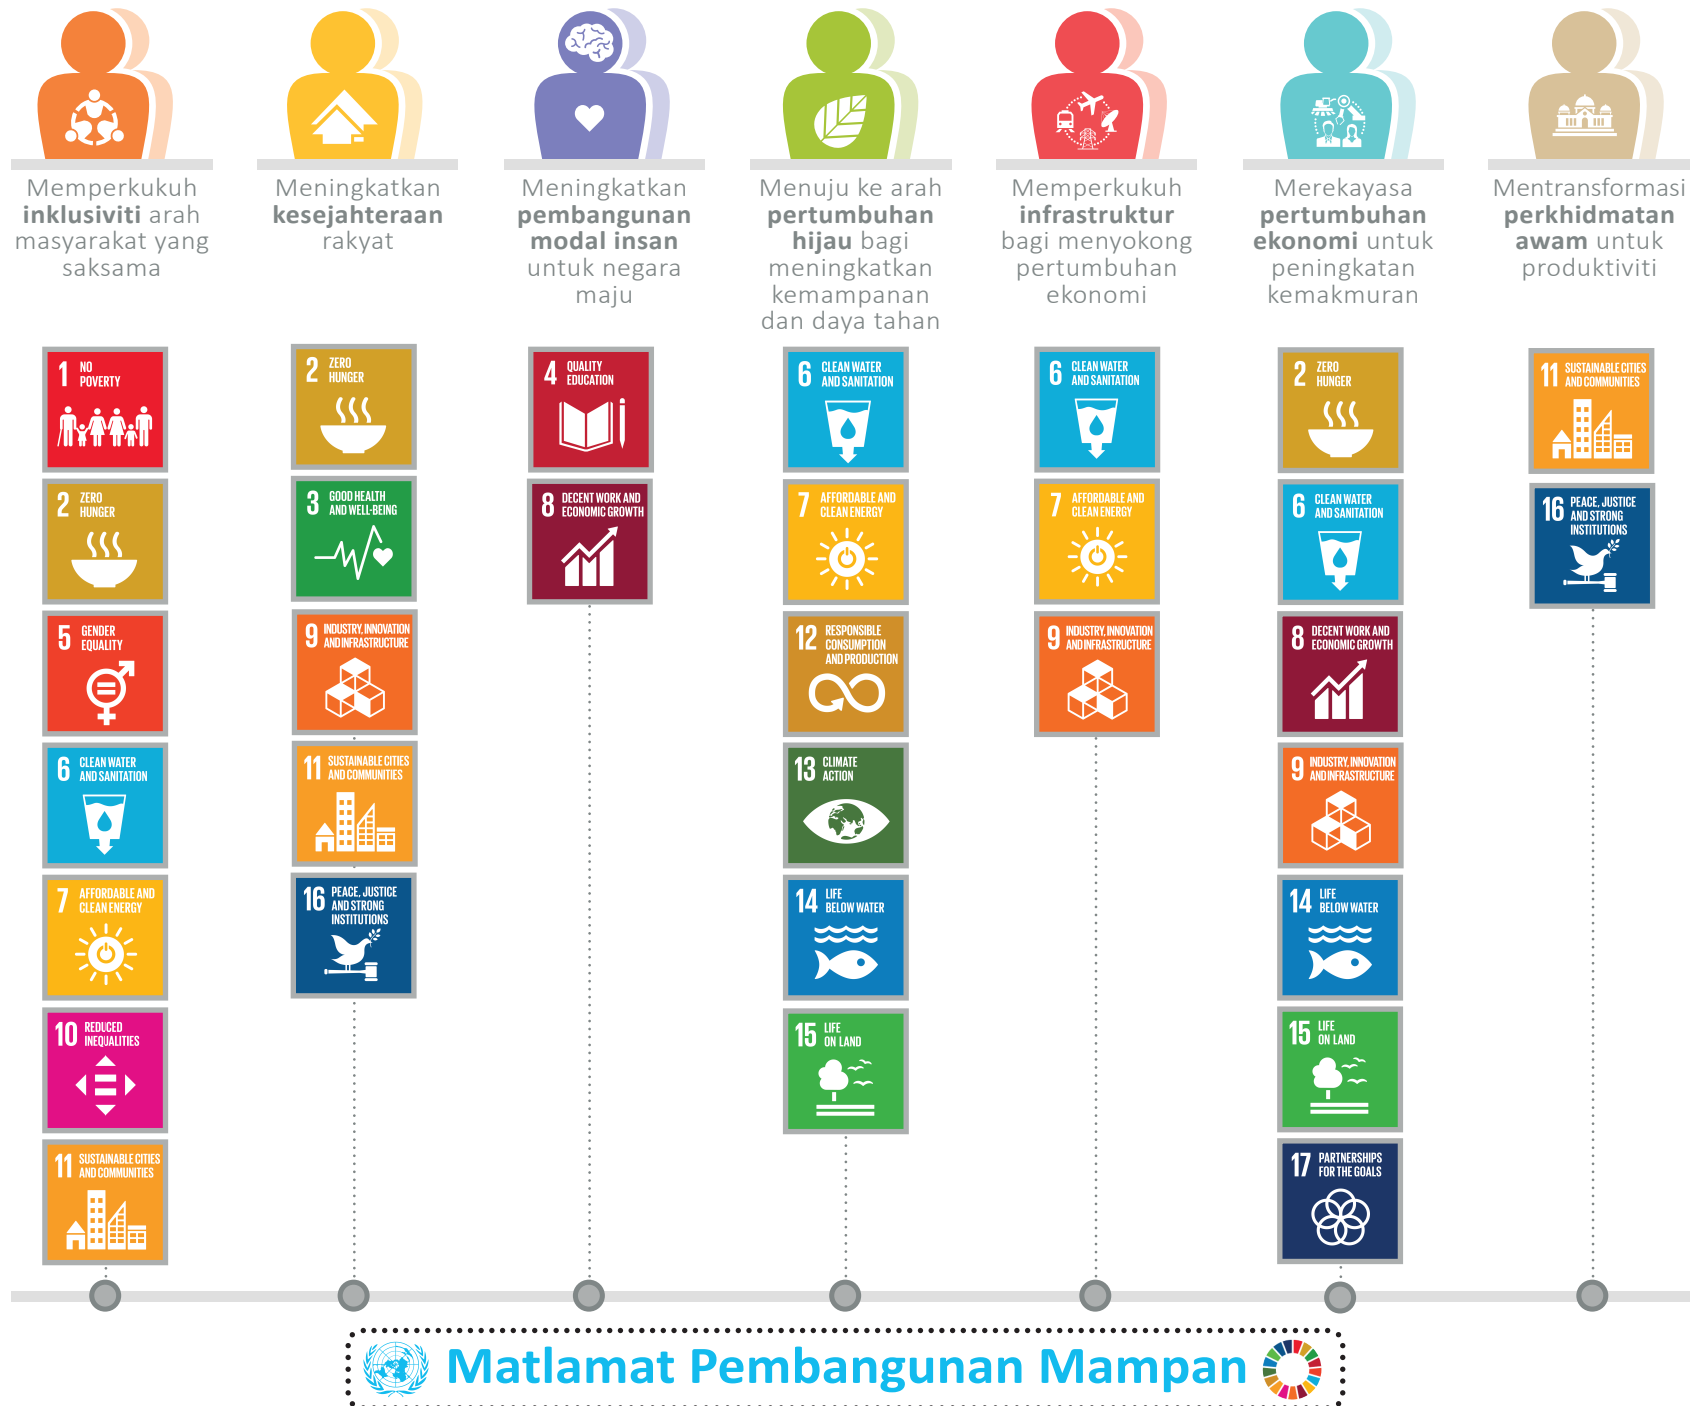 Memperkukuh
inklusiviti arah
masyarakat yang
saksama
Meningkatkan
kesejahteraan
rakyat
Meningkatkan
pembangunan
modal insan
untuk negara
maju
Menuju ke arah
pertumbuhan
hijau bagi
meningkatkan
kemampanan
dan daya tahan
Memperkukuh
infrastruktur
bagi menyokong
pertumbuhan
ekonomi
Merekayasa
pertumbuhan
ekonomi untuk
peningkatan
kemakmuran
Mentransformasi
perkhidmatan
awam untuk
produktiviti
1 NO
POVERTY
2 ZERO
HUNGER
5 GENDER
EQUALITY
6 CLEAN WATER
AND SANITATION
7 AFFORDABLE AND
CLEAN ENERGY
10 REDUCED
INEQUALITIES
11 SUSTAINABLE CITIES
AND COMMUNITIES
2 ZERO
HUNGER
3 GOOD HEALTH
AND WELL-BEING
9 INDUSTRY, INNOVATION
AND INFRASTRUCTURE
11 SUSTAINABLE CITIES
AND COMMUNITIES
16 PEACE, JUSTICE
AND STRONG
INSTITUTIONS
4 QUALITY
EDUCATION
8 DECENT WORK AND
ECONOMIC GROWTH
6 CLEAN WATER
AND SANITATION
7 AFFORDABLE AND
CLEAN ENERGY
12 RESPONSIBLE
CONSUMPTION
AND PRODUCTION
13 CLIMATE
ACTION
14 LIFE
BELOW WATER
15 LIFE
ON LAND
6 CLEAN WATER
AND SANITATION
7 AFFORDABLE AND
CLEAN ENERGY
9 INDUSTRY, INNOVATION
AND INFRASTRUCTURE
2 ZERO
HUNGER
6 CLEAN WATER
AND SANITATION
8 DECENT WORK AND
ECONOMIC GROWTH
9 INDUSTRY, INNOVATION
AND INFRASTRUCTURE
14 LIFE
BELOW WATER
15 LIFE
ON LAND
17 PARTNERSHIPS
FOR THE GOALS
11 SUSTAINABLE CITIES
AND COMMUNITIES
16 PEACE, JUSTICE
AND STRONG
INSTITUTIONS
Matlamat Pembangunan Mampan